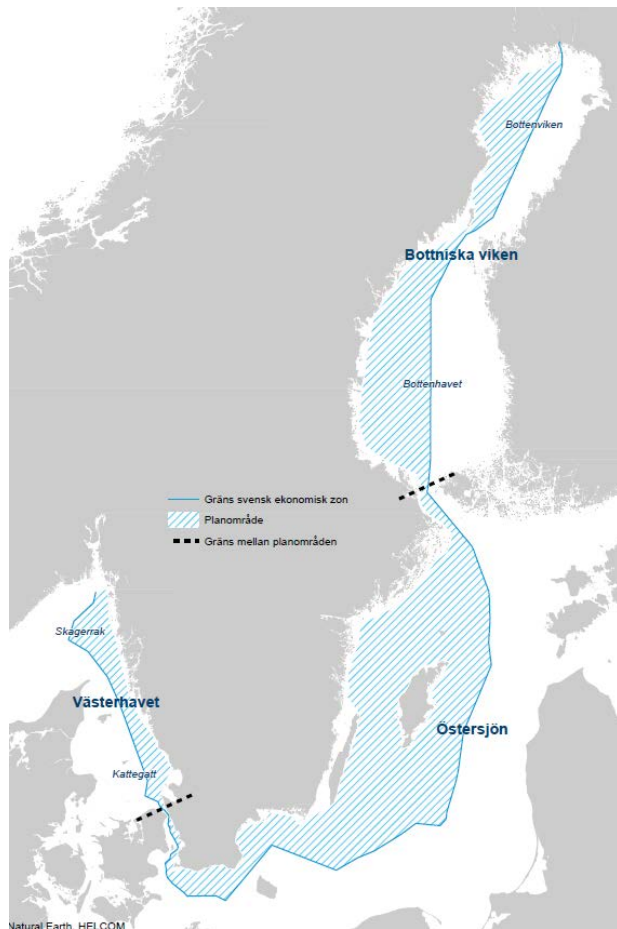 Bottenviken
Bottniska viken
Bottenhavet
Gräns svensk ekonomisk zon
Planområde
Gräns mellan planområden
Skagerrak
Västerhavet
Östersjön
Kattegatt
Natural Earth, HELCOM